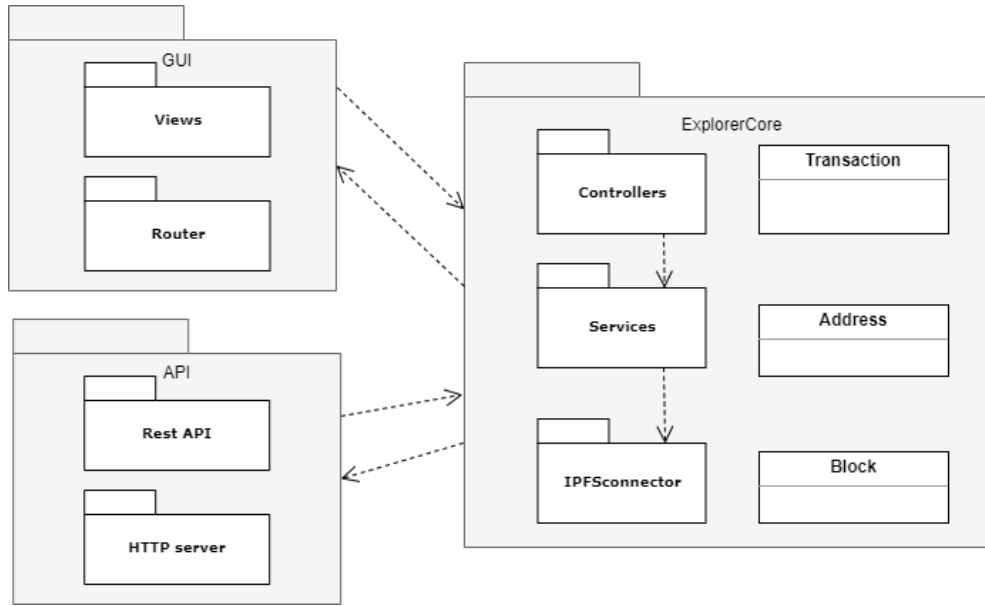 GUI
Views
Router
API
Rest API
HTTP server
ExplorerCore
Controllers
Services
IPFSconnector
Transaction
Address
Block